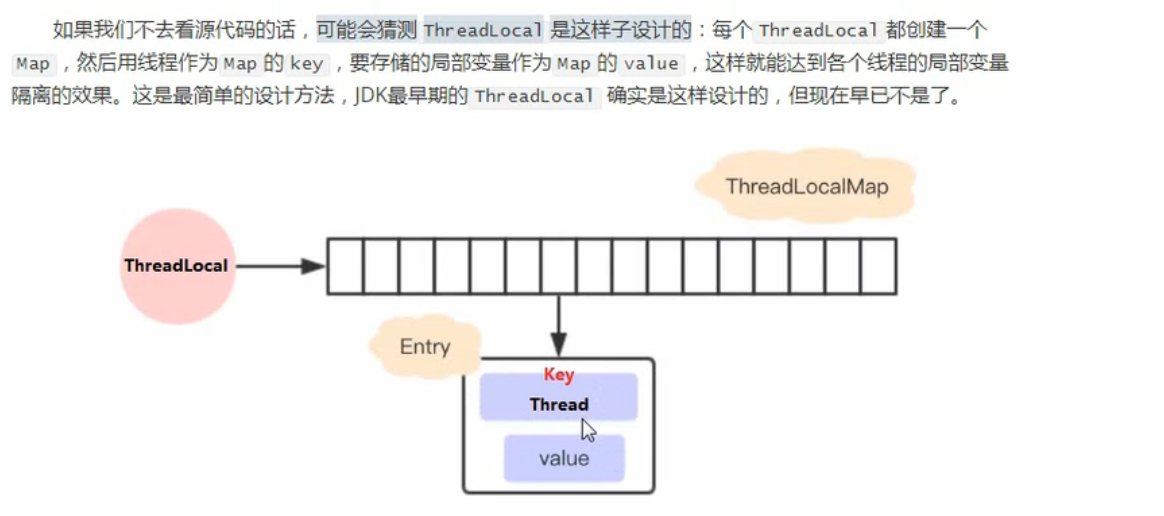 如果我们不去看源代码的话，可能会猜测 ThreadLocal 是这样子设计的：每个 ThreadLocal 都创建一个
Map，然后用线程作为 Map 的 key，要存储的局部变量作为 Map 的 value，这样就能达到各个线程的局部变量
隔离的效果。这是最简单的设计方法，JDK最早期的 ThreadLocal 确实是这样设计的，但现在早已不是了。
ThreadLocalMap
ThreadLocal
Entry
Key
Thread
value